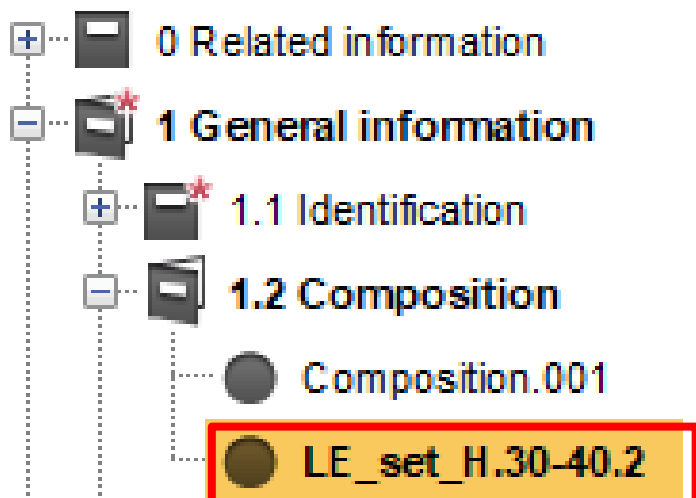 0 Related information
1 General information
1.1 Identification
1.2 Composition
Composition.001
LE_set_H.30-40.2